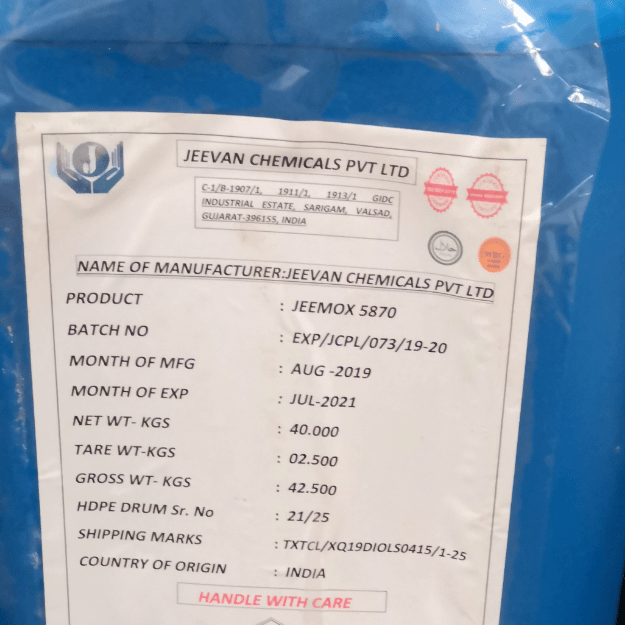 J
JEEVAN CHEMICALS PVT LTD
C-1/B-1907/1, 1911/1, 1913/1 GIDC
INDUSTRIAL ESTATE, SARIGAM, VALSAD,
GUJARAT-396155, INDIA
NAME OF MANUFACTURER:JEEVAN CHEMICALS PVT LTD
PRODUCT : JEEMOX 5870
BATCH NO : EXP/JCPL/073/19-20
MONTH OF MFG : AUG -2019
MONTH OF EXP : JUL-2021
NET WT- KGS : 40.000
TARE WT-KGS : 02.500
GROSS WT- KGS : 42.500
HDPE DRUM Sr. No : 21/25
SHIPPING MARKS : TXTCL/XQ19DIOLS0415/1-25
COUNTRY OF ORIGIN : INDIA
HANDLE WITH CARE